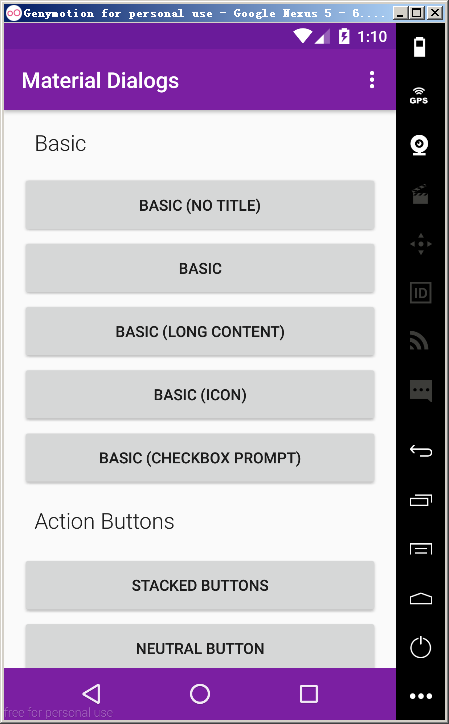 Genymotion for personal use - Google Nexus 5 - 6....
1:10
Material Dialogs
GPS
Basic
BASIC (NO TITLE)
BASIC
ID
BASIC (LONG CONTENT)
BASIC (ICON)
BASIC (CHECKBOX PROMPT)
Action Buttons
STACKED BUTTONS
NEUTRAL BUTTON
free for personal use